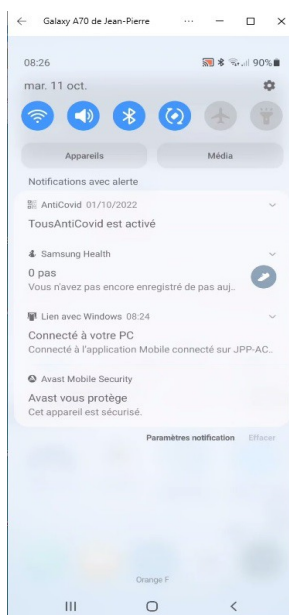 Galaxy A70 de Jean-Pierre
08:26
90%
mar. 11 oct.
Appareils
Média
Notifications avec alerte
AntiCovid 01/10/2022
TousAntiCovid est activé
Samsung Health
0 pas
Vous n'avez pas encore enregistré de pas auj..
Lien avec Windows 08:24
Connecté à votre PC
Connecté à l'application Mobile connecté sur JPP-AC..
Avast Mobile Security
Avast vous protège
Cet appareil est sécurisé.
Paramètres notification
Effacer
Orange F